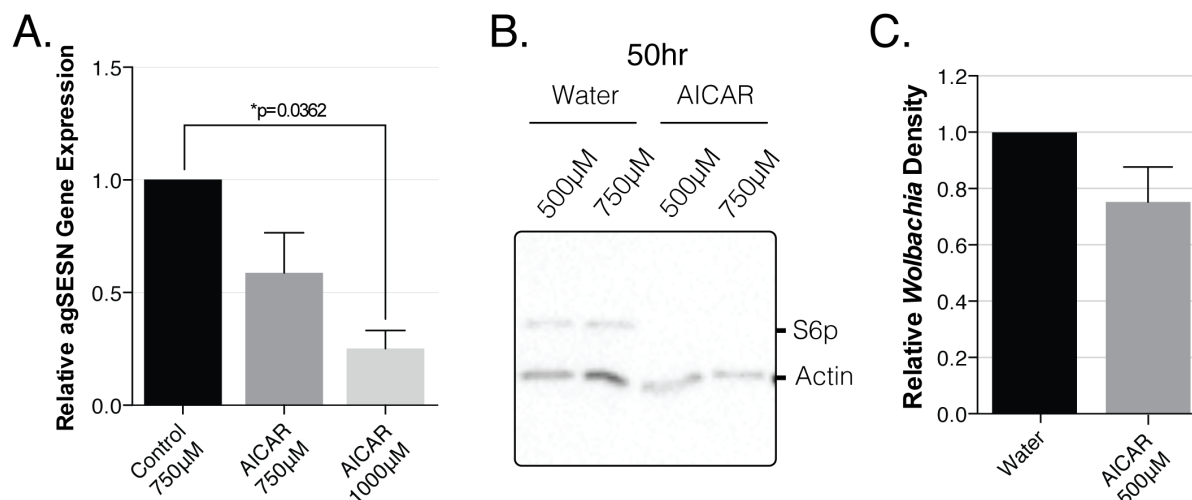 A.
Relative agSESN Gene Expression
1.5
1.0
0.5
0.0
*p=0.0362
Control
750µM
AICAR
750µM
AICAR
1000µM
B.
50hr
Water
AICAR
500µM
750µM
500µM
750µM
S6p
Actin
C.
Relative Wolbachia Density
1.2
1.0
0.8
0.6
0.4
0.2
0.0
Water
AICAR
500µM